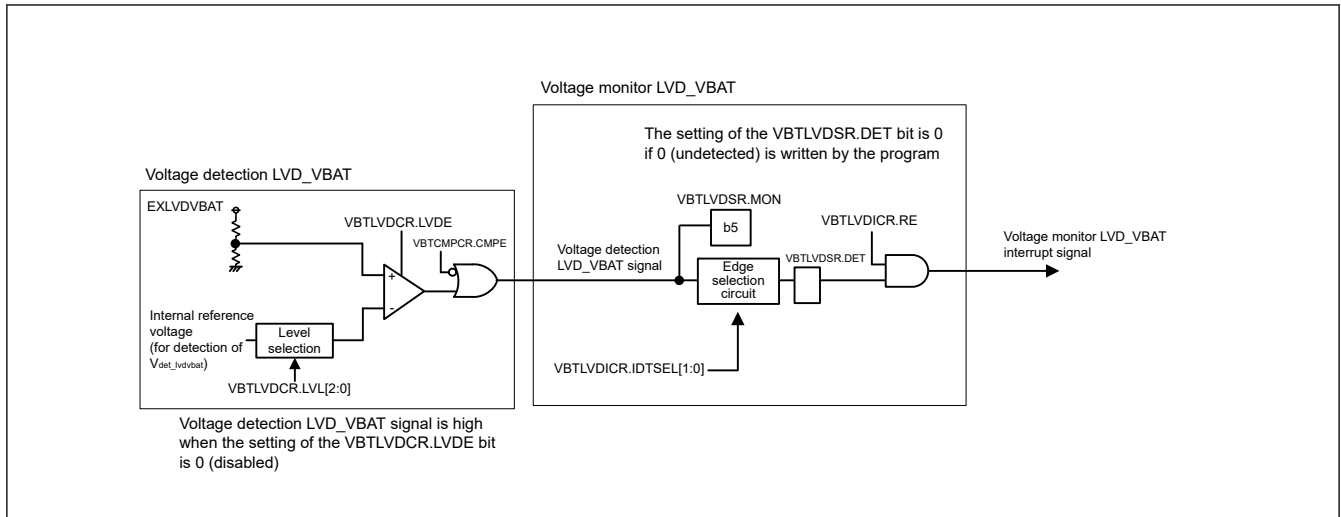 Voltage monitor LVD_VBAT
The setting of the VBTLVDSR.DET bit is 0
if 0 (undetected) is written by the program
Voltage detection LVD_VBAT
EXLVDVBAT
VBTLVDCR.LVDE
VBTCMPCR.CMPE
+
-
Internal reference
voltage
(for detection of
Vdet_lvdvbat)
Level
selection
VBTLVDCR.LVL[2:0]
Voltage detection LVD_VBAT signal is high
when the setting of the VBTLVDCR.LVDE bit
is 0 (disabled)
Voltage detection
LVD_VBAT signal
VBTLVDSR.MON
b5
Edge
selection
circuit
VBTLVDSR.DET
VBTLVDICR.RE
VBTLVDICR.IDTSEL[1:0]
Voltage monitor LVD_VBAT
interrupt signal